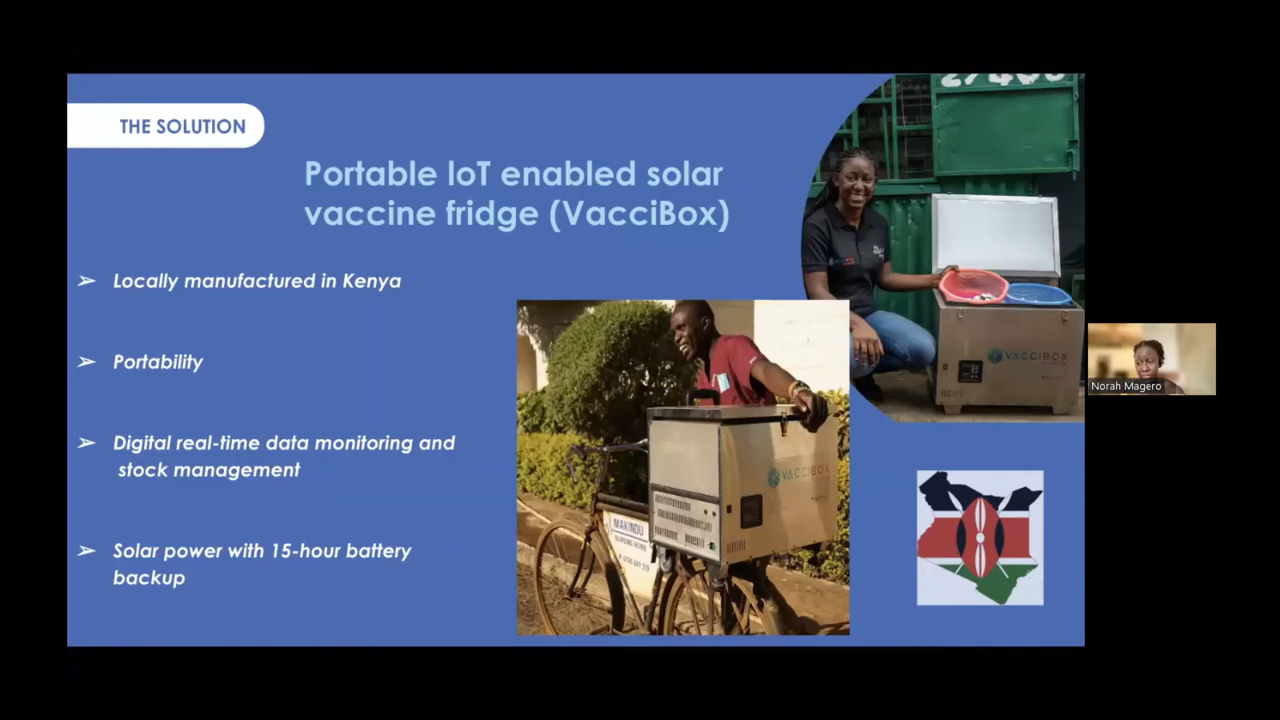 THE SOLUTION
Portable IoT enabled solar
vaccine fridge (VacciBox)
➢ Locally manufactured in Kenya
➢ Portability
➢ Digital real-time data monitoring and
stock management
➢ Solar power with 15-hour battery
backup
VACCIBOX
VACCIBOX
MAKINDU
Norah Magero